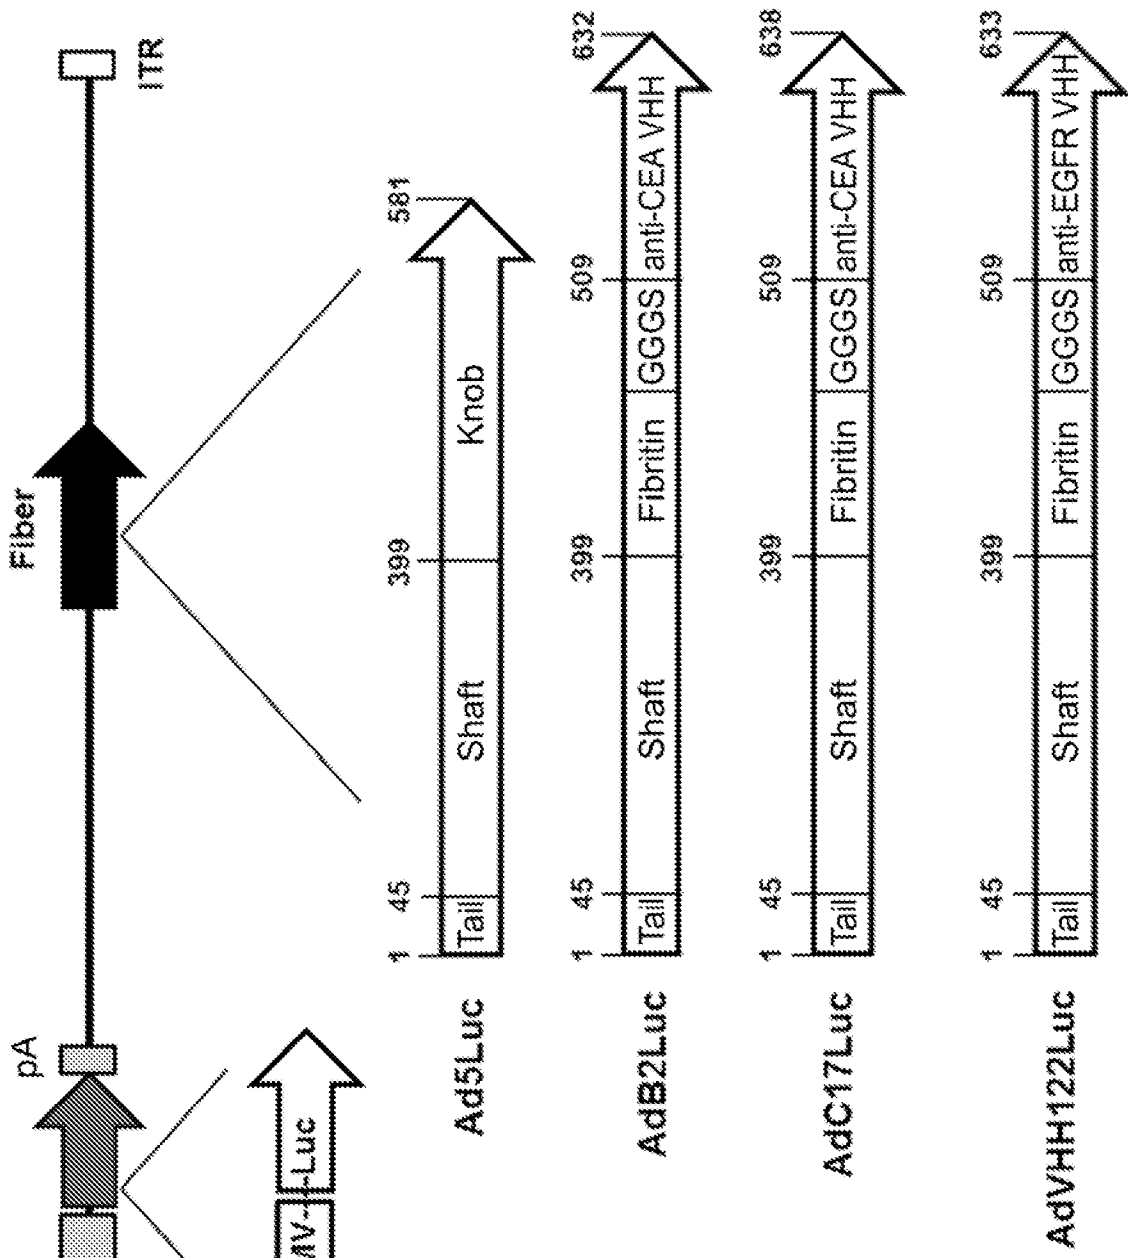 pA Fiber ITR
MV-Luc
Ad5Luc
1 45 399 581
Tail Shaft Knob
AdB2Luc
1 45 399 509 632
Tail Shaft Fibritin GGGS anti-CEA VHH
AdC17Luc
1 45 399 509 638
Tail Shaft Fibritin GGGS anti-CEA VHH
AdVHH122Luc
1 45 399 509 633
Tail Shaft Fibritin GGGS anti-EGFR VHH